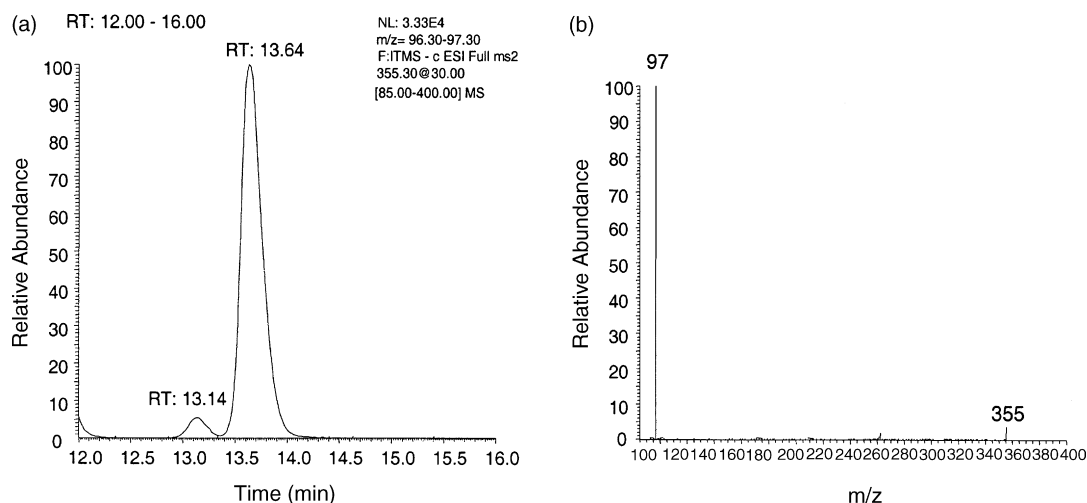 (a)
RT: 12.00 - 16.00
NL: 3.33E4
m/z= 96.30-97.30
F:ITMS - c ESI Full ms2
355.30@30.00
[85.00-400.00] MS
RT: 13.64
RT: 13.14
100
90
80
70
60
50
40
30
20
10
0
Relative Abundance
12.0 12.5 13.0 13.5 14.0 14.5 15.0 15.5 16.0
Time (min)
(b)
97
355
100
90
80
70
60
50
40
30
20
10
0
Relative Abundance
100 120 140 160 180 200 220 240 260 280 300 320 340 360 380 400
m/z